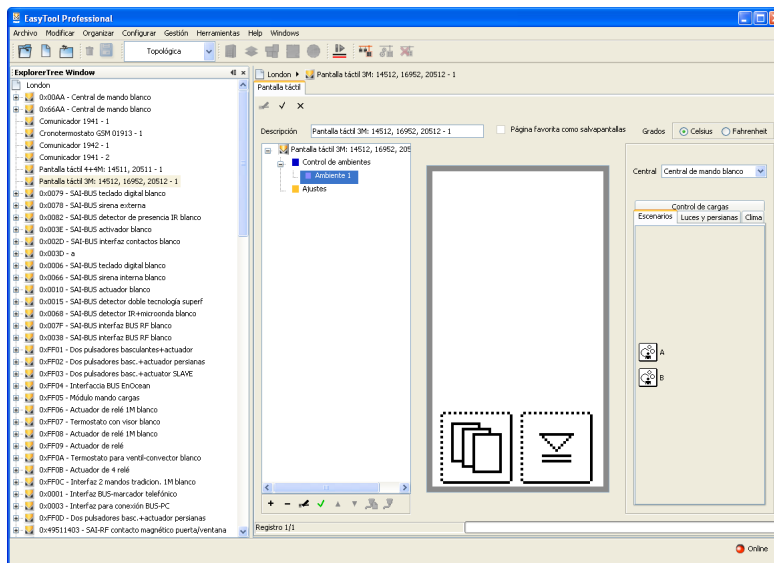 EasyTool Professional
Archivo Modificar Organizar Configurar Gestión Herramientas Help Windows
Topológica
ExplorerTree Window
London
0x00AA - Central de mando blanco
0x66AA - Central de mando blanco
Comunicador 1941 - 1
Cronotermostato GSM 01913 - 1
Comunicador 1942 - 1
Comunicador 1941 - 2
Pantalla táctil 4+4M: 14511, 20511 - 1
Pantalla táctil 3M: 14512, 16952, 20512 - 1
0x0079 - SAI-BUS teclado digital blanco
0x0078 - SAI-BUS sirena externa
0x0082 - SAI-BUS detector de presencia IR blanco
0x003E - SAI-BUS activador blanco
0x002D - SAI-BUS interfaz contactos blanco
0x003D - a
0x0006 - SAI-BUS teclado digital blanco
0x0066 - SAI-BUS sirena interna blanco
0x0010 - SAI-BUS actuador blanco
0x0015 - SAI-BUS detector doble tecnología superf
0x0068 - SAI-BUS detector IR+microonda blanco
0x007F - SAI-BUS interfaz BUS RF blanco
0x0038 - SAI-BUS interfaz BUS RF blanco
0xFF01 - Dos pulsadores basculantes+actuador
0xFF02 - Dos pulsadores basc.+actuador persianas
0xFF03 - Dos pulsadores basc.+actuator SLAVE
0xFF04 - Interfaccia BUS EnOcean
0xFF05 - Módulo mando cargas
0xFF06 - Actuador de relé 1M blanco
0xFF07 - Termostato con visor blanco
0xFF08 - Actuador de relé 1M blanco
0xFF09 - Actuador de relé
0xFF0A - Termostato para ventil-convector blanco
0xFF0B - Actuador de 4 relé
0xFF0C - Interfaz 2 mandos tradicion. 1M blanco
0x0001 - Interfaz BUS-marcador telefónico
0x0003 - Interfaz para conexión BUS-PC
0xFF0D - Dos pulsadores basc.+actuador persianas
0x49511403 - SAI-RF contacto magnético puerta/ventana
London Pantalla táctil 3M: 14512, 16952, 20512 - 1
Pantalla táctil
Descripción Pantalla táctil 3M: 14512, 16952, 20512 - 1 Página favorita como salvapantallas Grados Celsius Fahrenheit
Pantalla táctil 3M: 14512, 16952, 205
Control de ambientes
Ambiente 1
Ajustes
Central Central de mando blanco
Control de cargas
Escenarios Luces y persianas Clima
A
B
Registro 1/1
Online